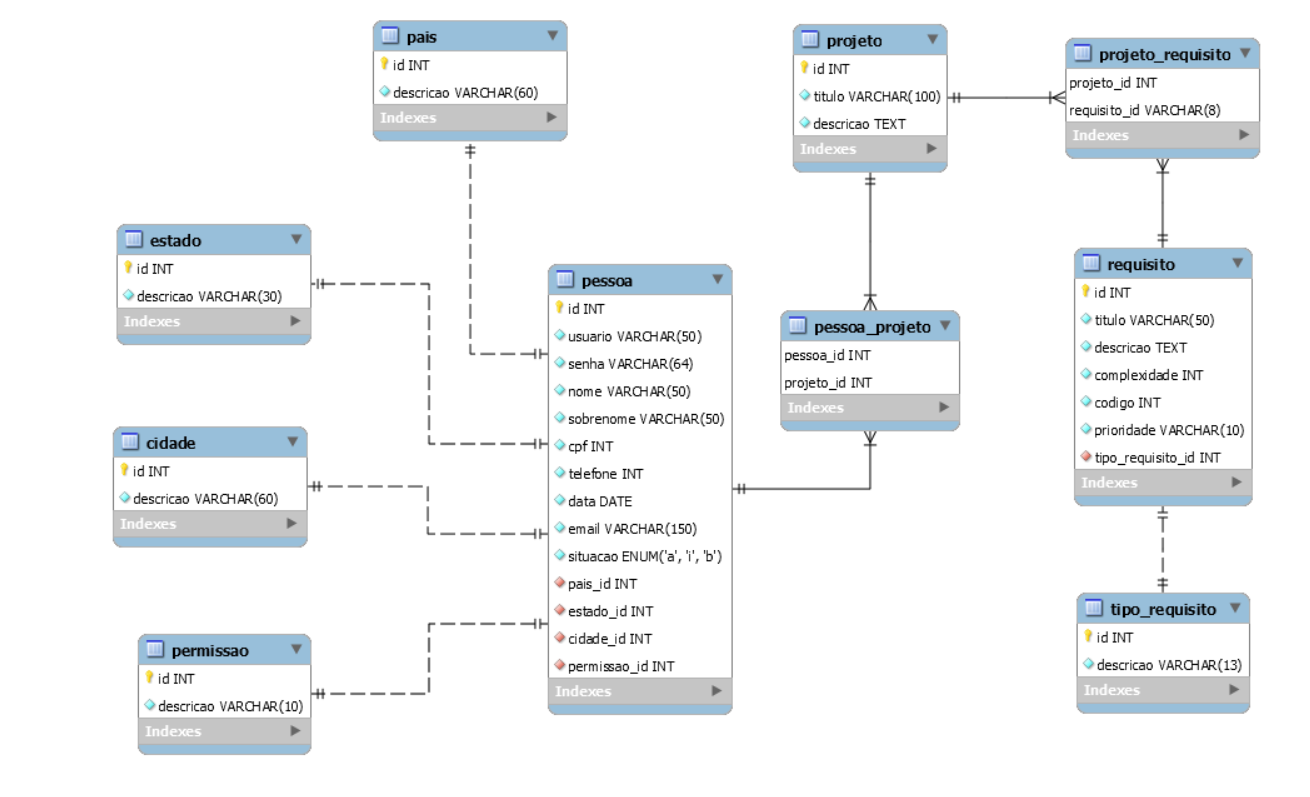 pais
id INT
descricao VARCHAR(60)
Indexes
projeto
id INT
titulo VARCHAR(100)
descricao TEXT
Indexes
projeto_requisito
projeto_id INT
requisito_id VARCHAR(8)
Indexes
estado
id INT
descricao VARCHAR(30)
Indexes
pessoa
id INT
usuario VARCHAR(50)
senha VARCHAR(64)
nome VARCHAR(50)
sobrenome VARCHAR(50)
cpf INT
telefone INT
data DATE
email VARCHAR(150)
situacao ENUM('a', 'i', 'b')
pais_id INT
estado_id INT
cidade_id INT
permissao_id INT
Indexes
pessoa_projeto
pessoa_id INT
projeto_id INT
Indexes
requisito
id INT
titulo VARCHAR(50)
descricao TEXT
complexidade INT
codigo INT
prioridade VARCHAR(10)
tipo_requisito_id INT
Indexes
cidade
id INT
descricao VARCHAR(60)
Indexes
permissao
id INT
descricao VARCHAR(10)
Indexes
tipo_requisito
id INT
descricao VARCHAR(13)
Indexes